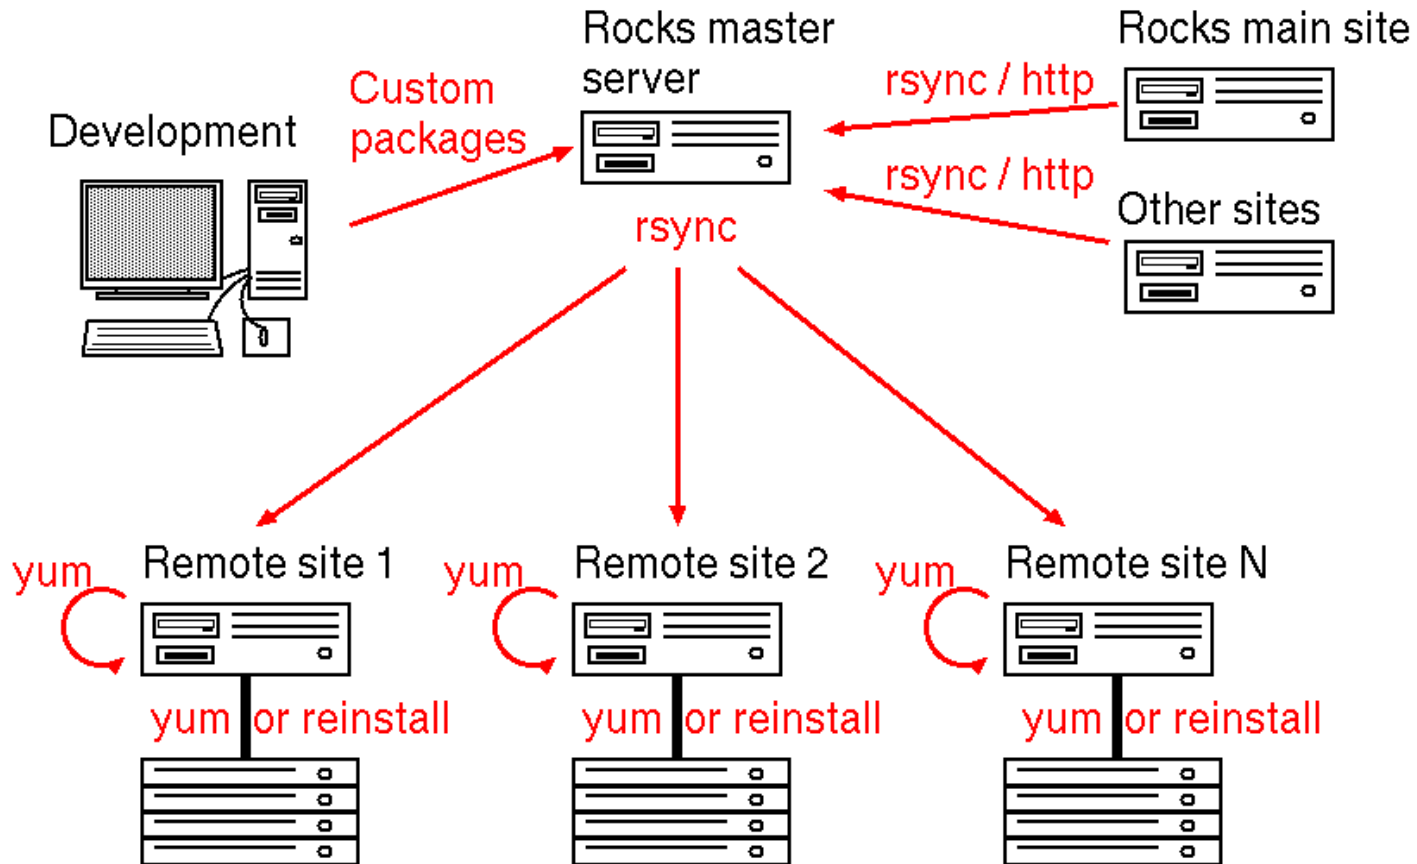 Rocks master
server
Rocks main site
Custom
packages
rsync / http
Development
rsync / http
Other sites
rsync
Remote site 1
yum
Remote site 2
yum
Remote site N
yum
yum or reinstall
yum or reinstall
yum or reinstall